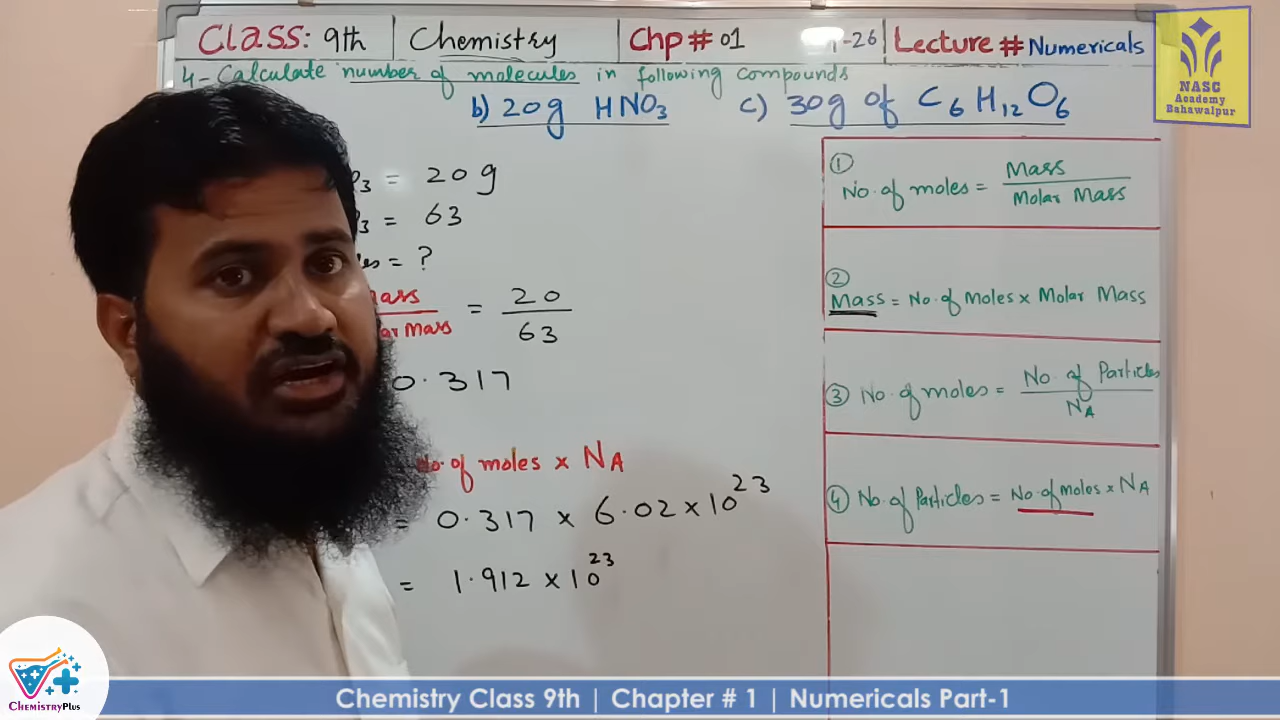 Class: 9th | Chemistry | Chp # 01 -26 | Lecture # Numericals
4- Calculate number of molecules in following compounds
b) 20g HNO3 c) 30g of C6H12O6
3 = 20 g
3 = 63
= ?
= 20/63
ar Mass
0.317
No. of moles × NA
= 0.317 × 6.02 × 10^23
= 1.912 × 10^23
① No. of moles = Mass / Molar Mass
② Mass = No. of Moles × Molar Mass
③ No. of moles = No. of Particles / NA
④ No. of Particles = No. of Moles × NA
NASC
Academy
Bahawalpur
ChemistryPlus
Chemistry Class 9th | Chapter # 1 | Numericals Part-1